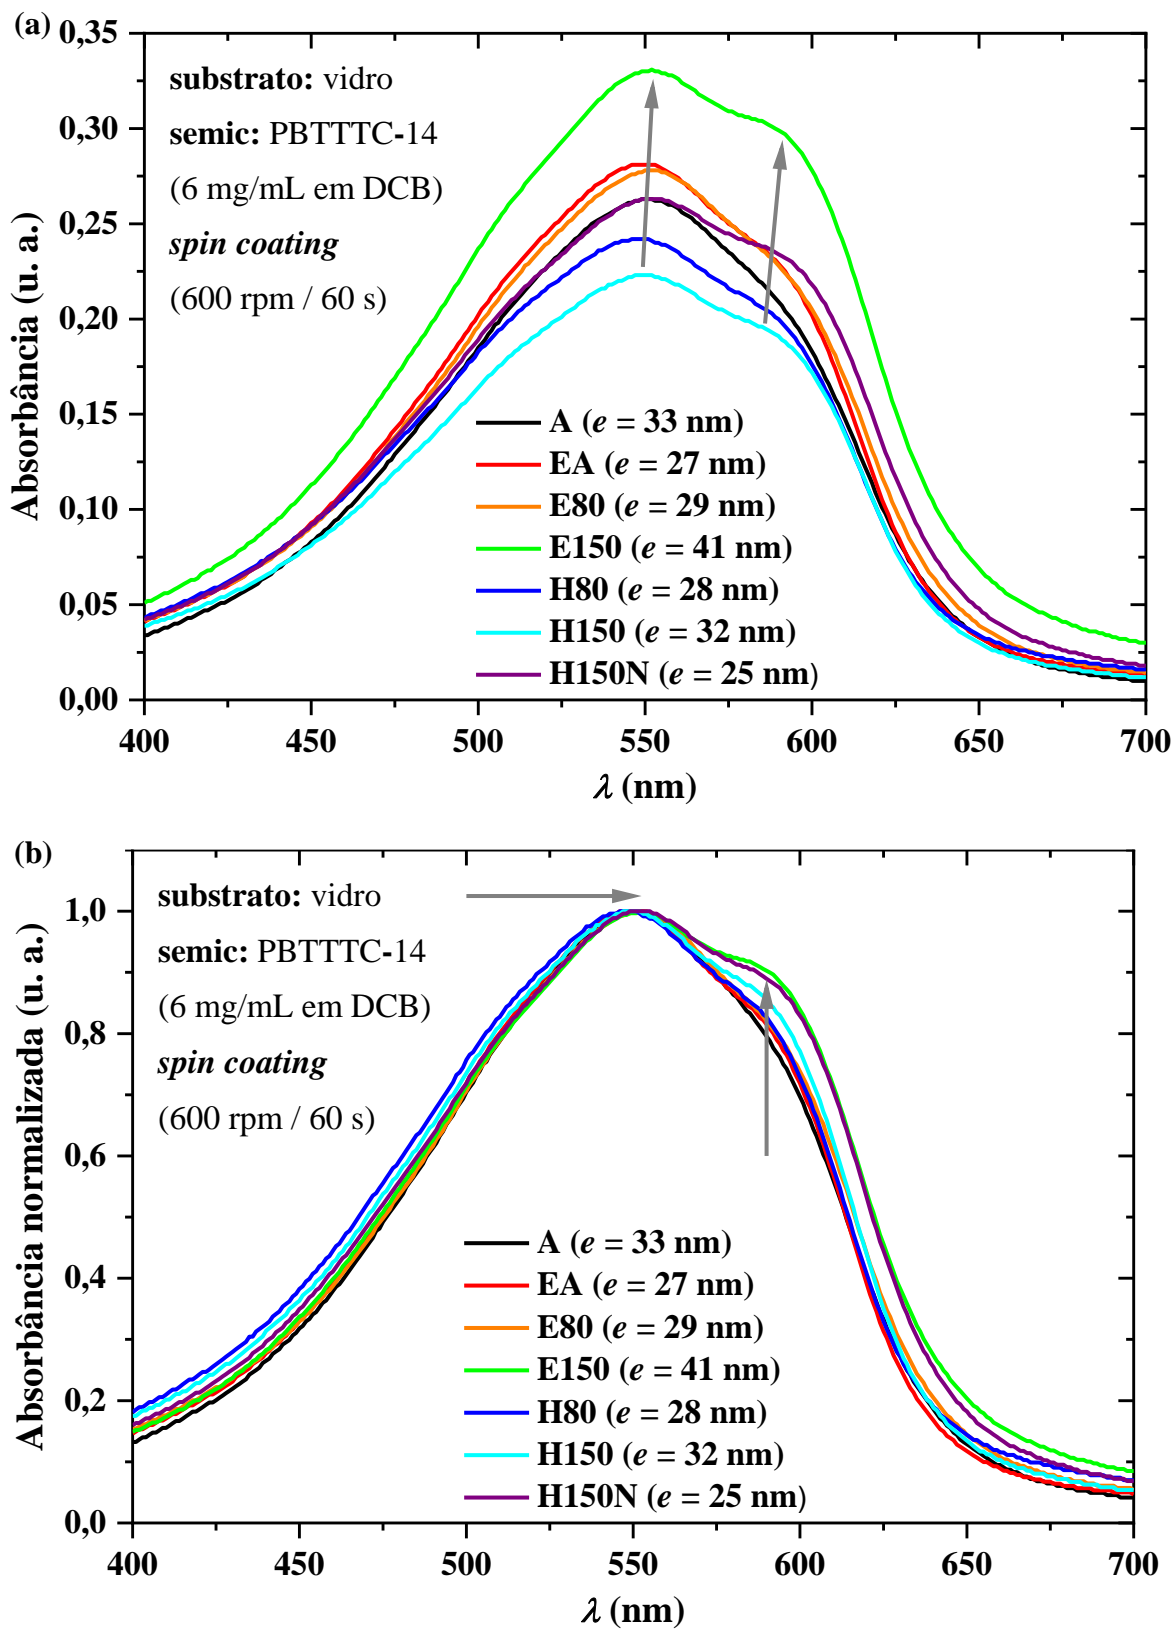 (a)
0,35
0,30
0,25
0,20
0,15
0,10
0,05
0,00
Absorbância (u. a.)
substrato: vidro
semic: PBTTTC-14
(6 mg/mL em DCB)
spin coating
(600 rpm / 60 s)
A (e = 33 nm)
EA (e = 27 nm)
E80 (e = 29 nm)
E150 (e = 41 nm)
H80 (e = 28 nm)
H150 (e = 32 nm)
H150N (e = 25 nm)
400 450 500 550 600 650 700
λ (nm)
(b)
1,0
0,8
0,6
0,4
0,2
0,0
Absorbância normalizada (u. a.)
substrato: vidro
semic: PBTTTC-14
(6 mg/mL em DCB)
spin coating
(600 rpm / 60 s)
A (e = 33 nm)
EA (e = 27 nm)
E80 (e = 29 nm)
E150 (e = 41 nm)
H80 (e = 28 nm)
H150 (e = 32 nm)
H150N (e = 25 nm)
400 450 500 550 600 650 700
λ (nm)